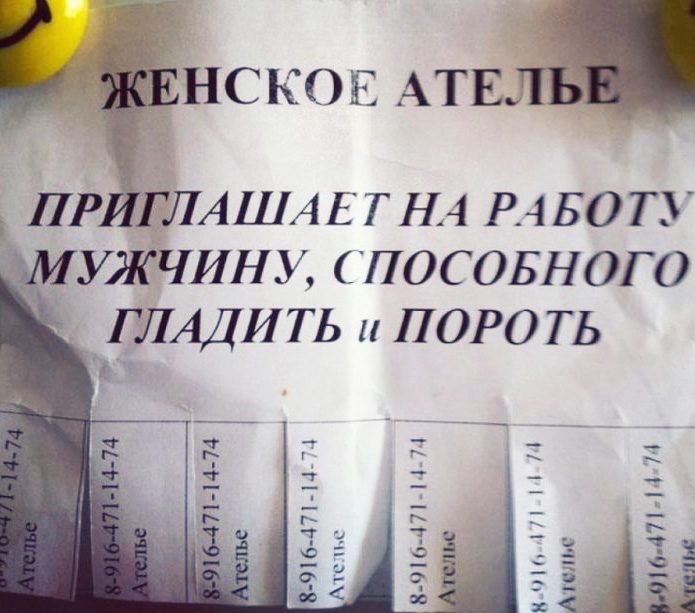 ЖЕНСКОЕ АТЕЛЬЕ
ПРИГЛАШАЕТ НА РАБОТУ
МУЖЧИНУ, СПОСОБНОГО
ГЛАДИТЬ и ПОРОТЬ
8-916-471-14-74
Ателье
8-916-471-14-74
Ателье
8-916-471-14-74
Ателье
8-916-471-14-74
Ателье
8-916-471-14-74
Ателье
8-916-471-14-74
Ателье
8-916-471-14-74
Ателье